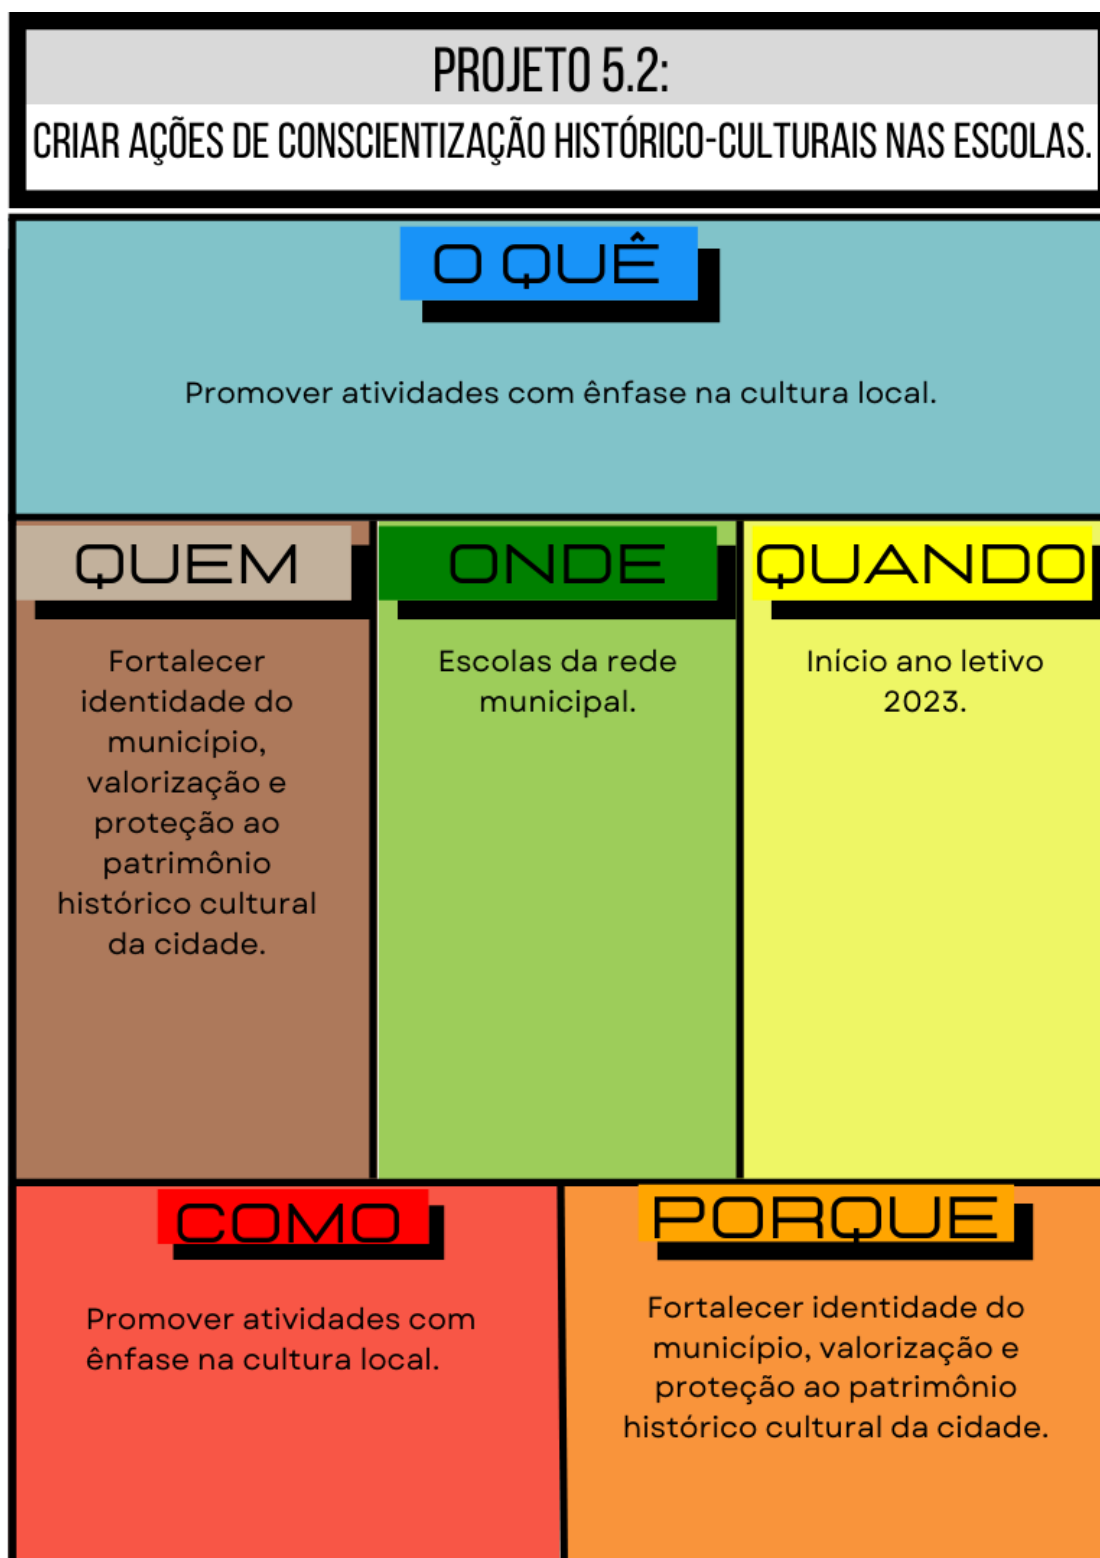 PROJETO 5.2:
CRIAR AÇÕES DE CONSCIENTIZAÇÃO HISTÓRICO-CULTURAIS NAS ESCOLAS.
O QUÊ
Promover atividades com ênfase na cultura local.
QUEM
Fortalecer
identidade do
município,
valorização e
proteção ao
patrimônio
histórico cultural
da cidade.
ONDE
Escolas da rede
municipal.
QUANDO
Início ano letivo
2023.
COMO
Promover atividades com
ênfase na cultura local.
PORQUE
Fortalecer identidade do
município, valorização e
proteção ao patrimônio
histórico cultural da cidade.